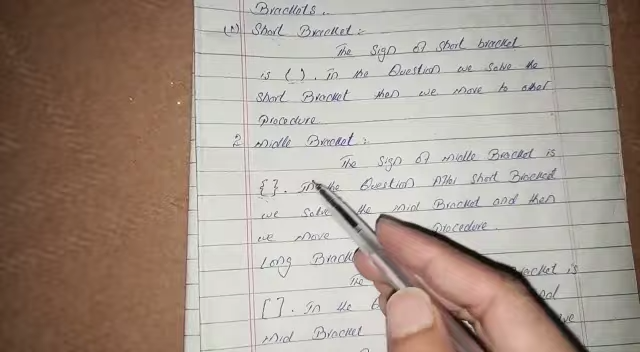 Brackets..
(1) Short Bracket:
The Sign of Short bracket
is ( ). In the Question we solve the
Short Bracket then we move to other
Procedure
2 Middle Bracket:
The Sign of Middle Bracket is
{ }. In the Question After Short Bracket
we Solve the Mid Bracket and then
we move Procedure.
Long Bracket
The Bracket is
[ ]. In the and
Mid Bracket we